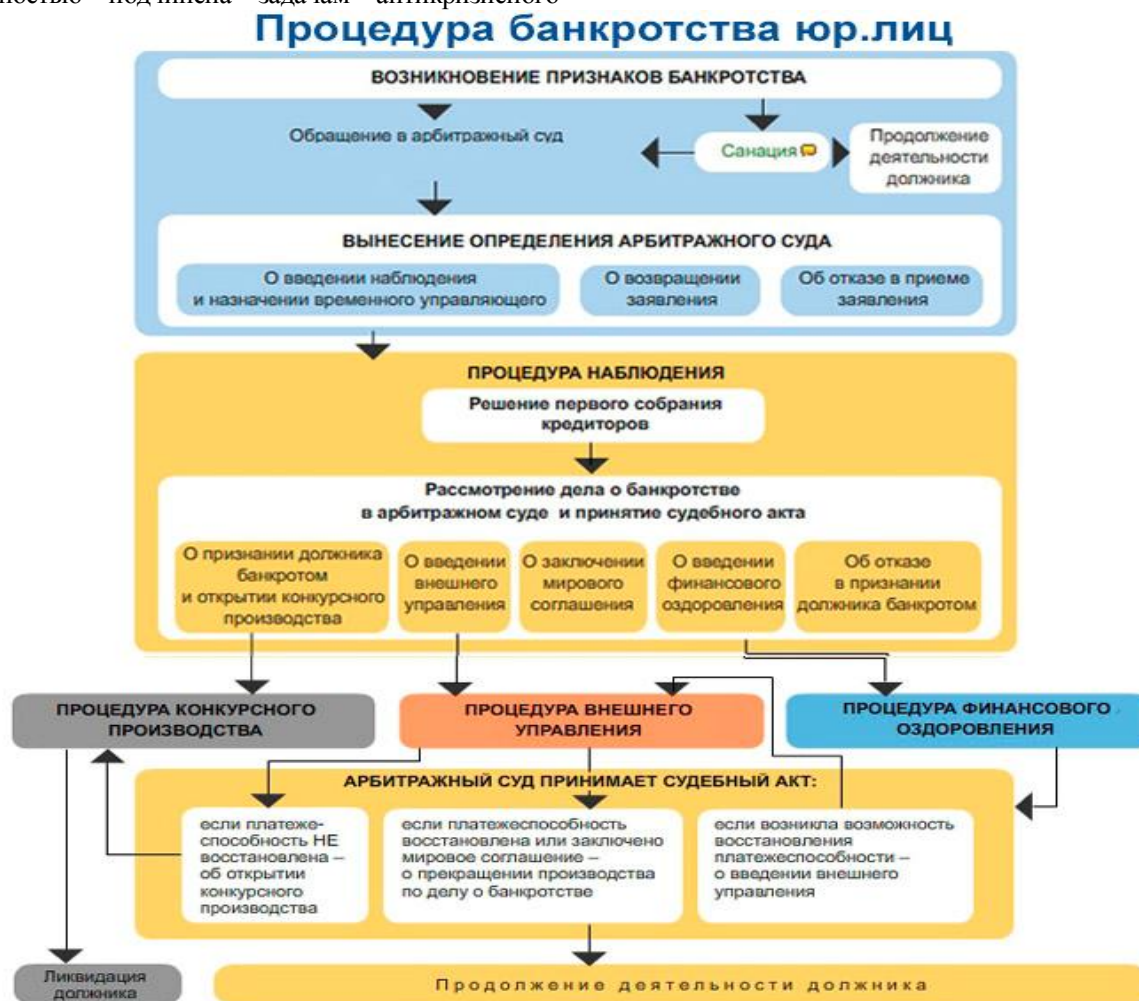 ностью подчинена задачам антикризисного
Процедура банкротства юр.лиц
ВОЗНИКНОВЕНИЕ ПРИЗНАКОВ БАНКРОТСТВА
Обращение в арбитражный суд
Санация
Продолжение
деятельности
должника
ВЫНЕСЕНИЕ ОПРЕДЕЛЕНИЯ АРБИТРАЖНОГО СУДА
О введении наблюдения
и назначении временного управляющего
О возвращении
заявления
Об отказе в приеме
заявления
ПРОЦЕДУРА НАБЛЮДЕНИЯ
Решение первого собрания
кредиторов
Рассмотрение дела о банкротстве
в арбитражном суде и принятие судебного акта
О признании должника
банкротом
и открытии конкурсного
производства
О введении
внешнего
управления
О заключении
мирового
соглашения
О введении
финансового
оздоровления
Об отказе
в признании
должника банкротом
ПРОЦЕДУРА КОНКУРСНОГО
ПРОИЗВОДСТВА
ПРОЦЕДУРА ВНЕШНЕГО
УПРАВЛЕНИЯ
ПРОЦЕДУРА ФИНАНСОВОГО
ОЗДОРОВЛЕНИЯ
АРБИТРАЖНЫЙ СУД ПРИНИМАЕТ СУДЕБНЫЙ АКТ:
если платеже-
способность НЕ
восстановлена –
об открытии
конкурсного
производства
если платежеспособность
восстановлена или заключено
мировое соглашение –
о прекращении производства
по делу о банкротстве
если возникла возможность
восстановления
платежеспособности –
о введении внешнего
управления
Ликвидация
должника
Продолжение деятельности должника